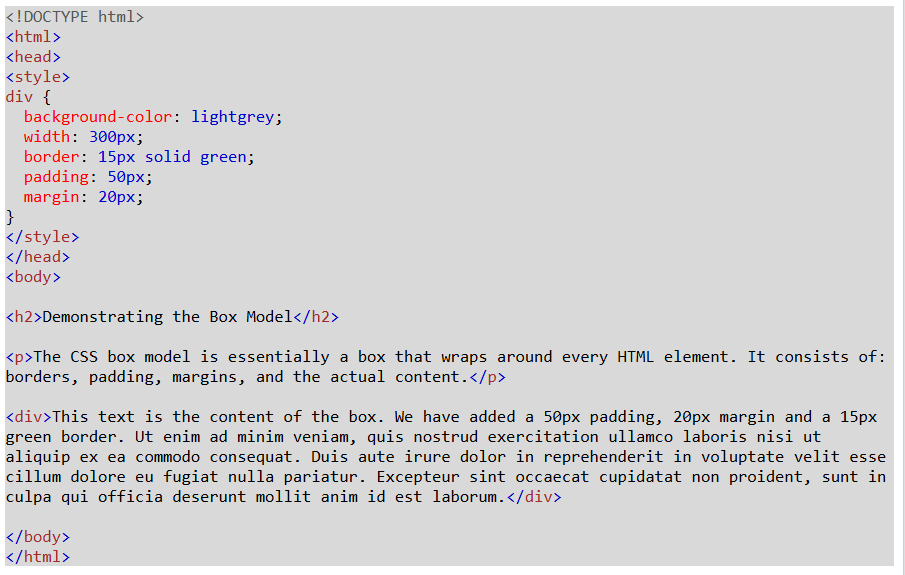 <!DOCTYPE html>
<html>
<head>
<style>
div {
  background-color: lightgrey;
  width: 300px;
  border: 15px solid green;
  padding: 50px;
  margin: 20px;
}
</style>
</head>
<body>

<h2>Demonstrating the Box Model</h2>

<p>The CSS box model is essentially a box that wraps around every HTML element. It consists of:
borders, padding, margins, and the actual content.</p>

<div>This text is the content of the box. We have added a 50px padding, 20px margin and a 15px
green border. Ut enim ad minim veniam, quis nostrud exercitation ullamco laboris nisi ut
aliquip ex ea commodo consequat. Duis aute irure dolor in reprehenderit in voluptate velit esse
cillum dolore eu fugiat nulla pariatur. Excepteur sint occaecat cupidatat non proident, sunt in
culpa qui officia deserunt mollit anim id est laborum.</div>

</body>
</html>